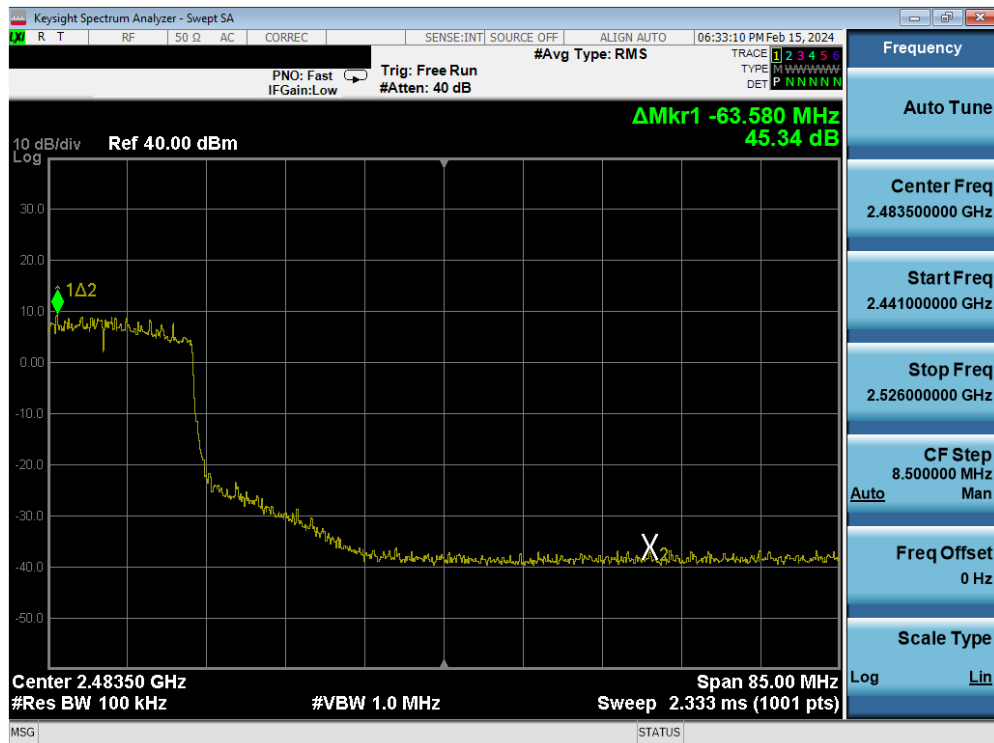 Keysight Spectrum Analyzer - Swept SA
LXI R T RF 50 Ω AC CORREC SENSE:INT SOURCE OFF ALIGN AUTO 06:33:10 PM Feb 15, 2024
#Avg Type: RMS
TRACE 1 2 3 4 5 6
TYPE M W W W W W
DET P N N N N N
PNO: Fast
IFGain:Low
Trig: Free Run
#Atten: 40 dB
ΔMkr1 -63.580 MHz
45.34 dB
10 dB/div
Log
Ref 40.00 dBm
30.0
20.0
10.0
0.00
-10.0
-20.0
-30.0
-40.0
-50.0
1Δ2
X2
Center 2.48350 GHz
Span 85.00 MHz
#Res BW 100 kHz
#VBW 1.0 MHz
Sweep 2.333 ms (1001 pts)
MSG
STATUS
Frequency
Auto Tune
Center Freq
2.483500000 GHz
Start Freq
2.441000000 GHz
Stop Freq
2.526000000 GHz
CF Step
8.500000 MHz
Auto Man
Freq Offset
0 Hz
Scale Type
Log Lin